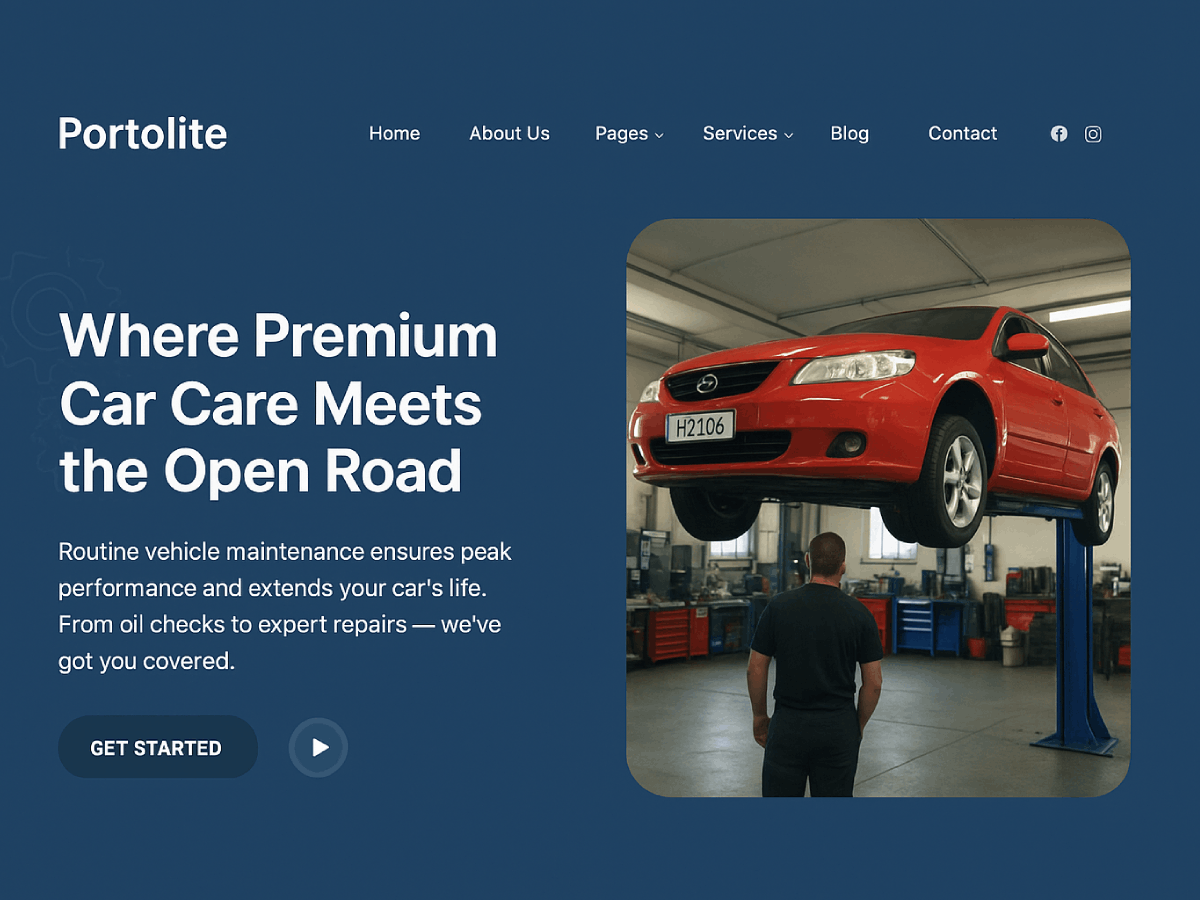 Portolite
Home About Us Pages Services Blog Contact
Where Premium
Car Care Meets
the Open Road
Routine vehicle maintenance ensures peak
performance and extends your car's life.
From oil checks to expert repairs — we've
got you covered.
GET STARTED
H2106